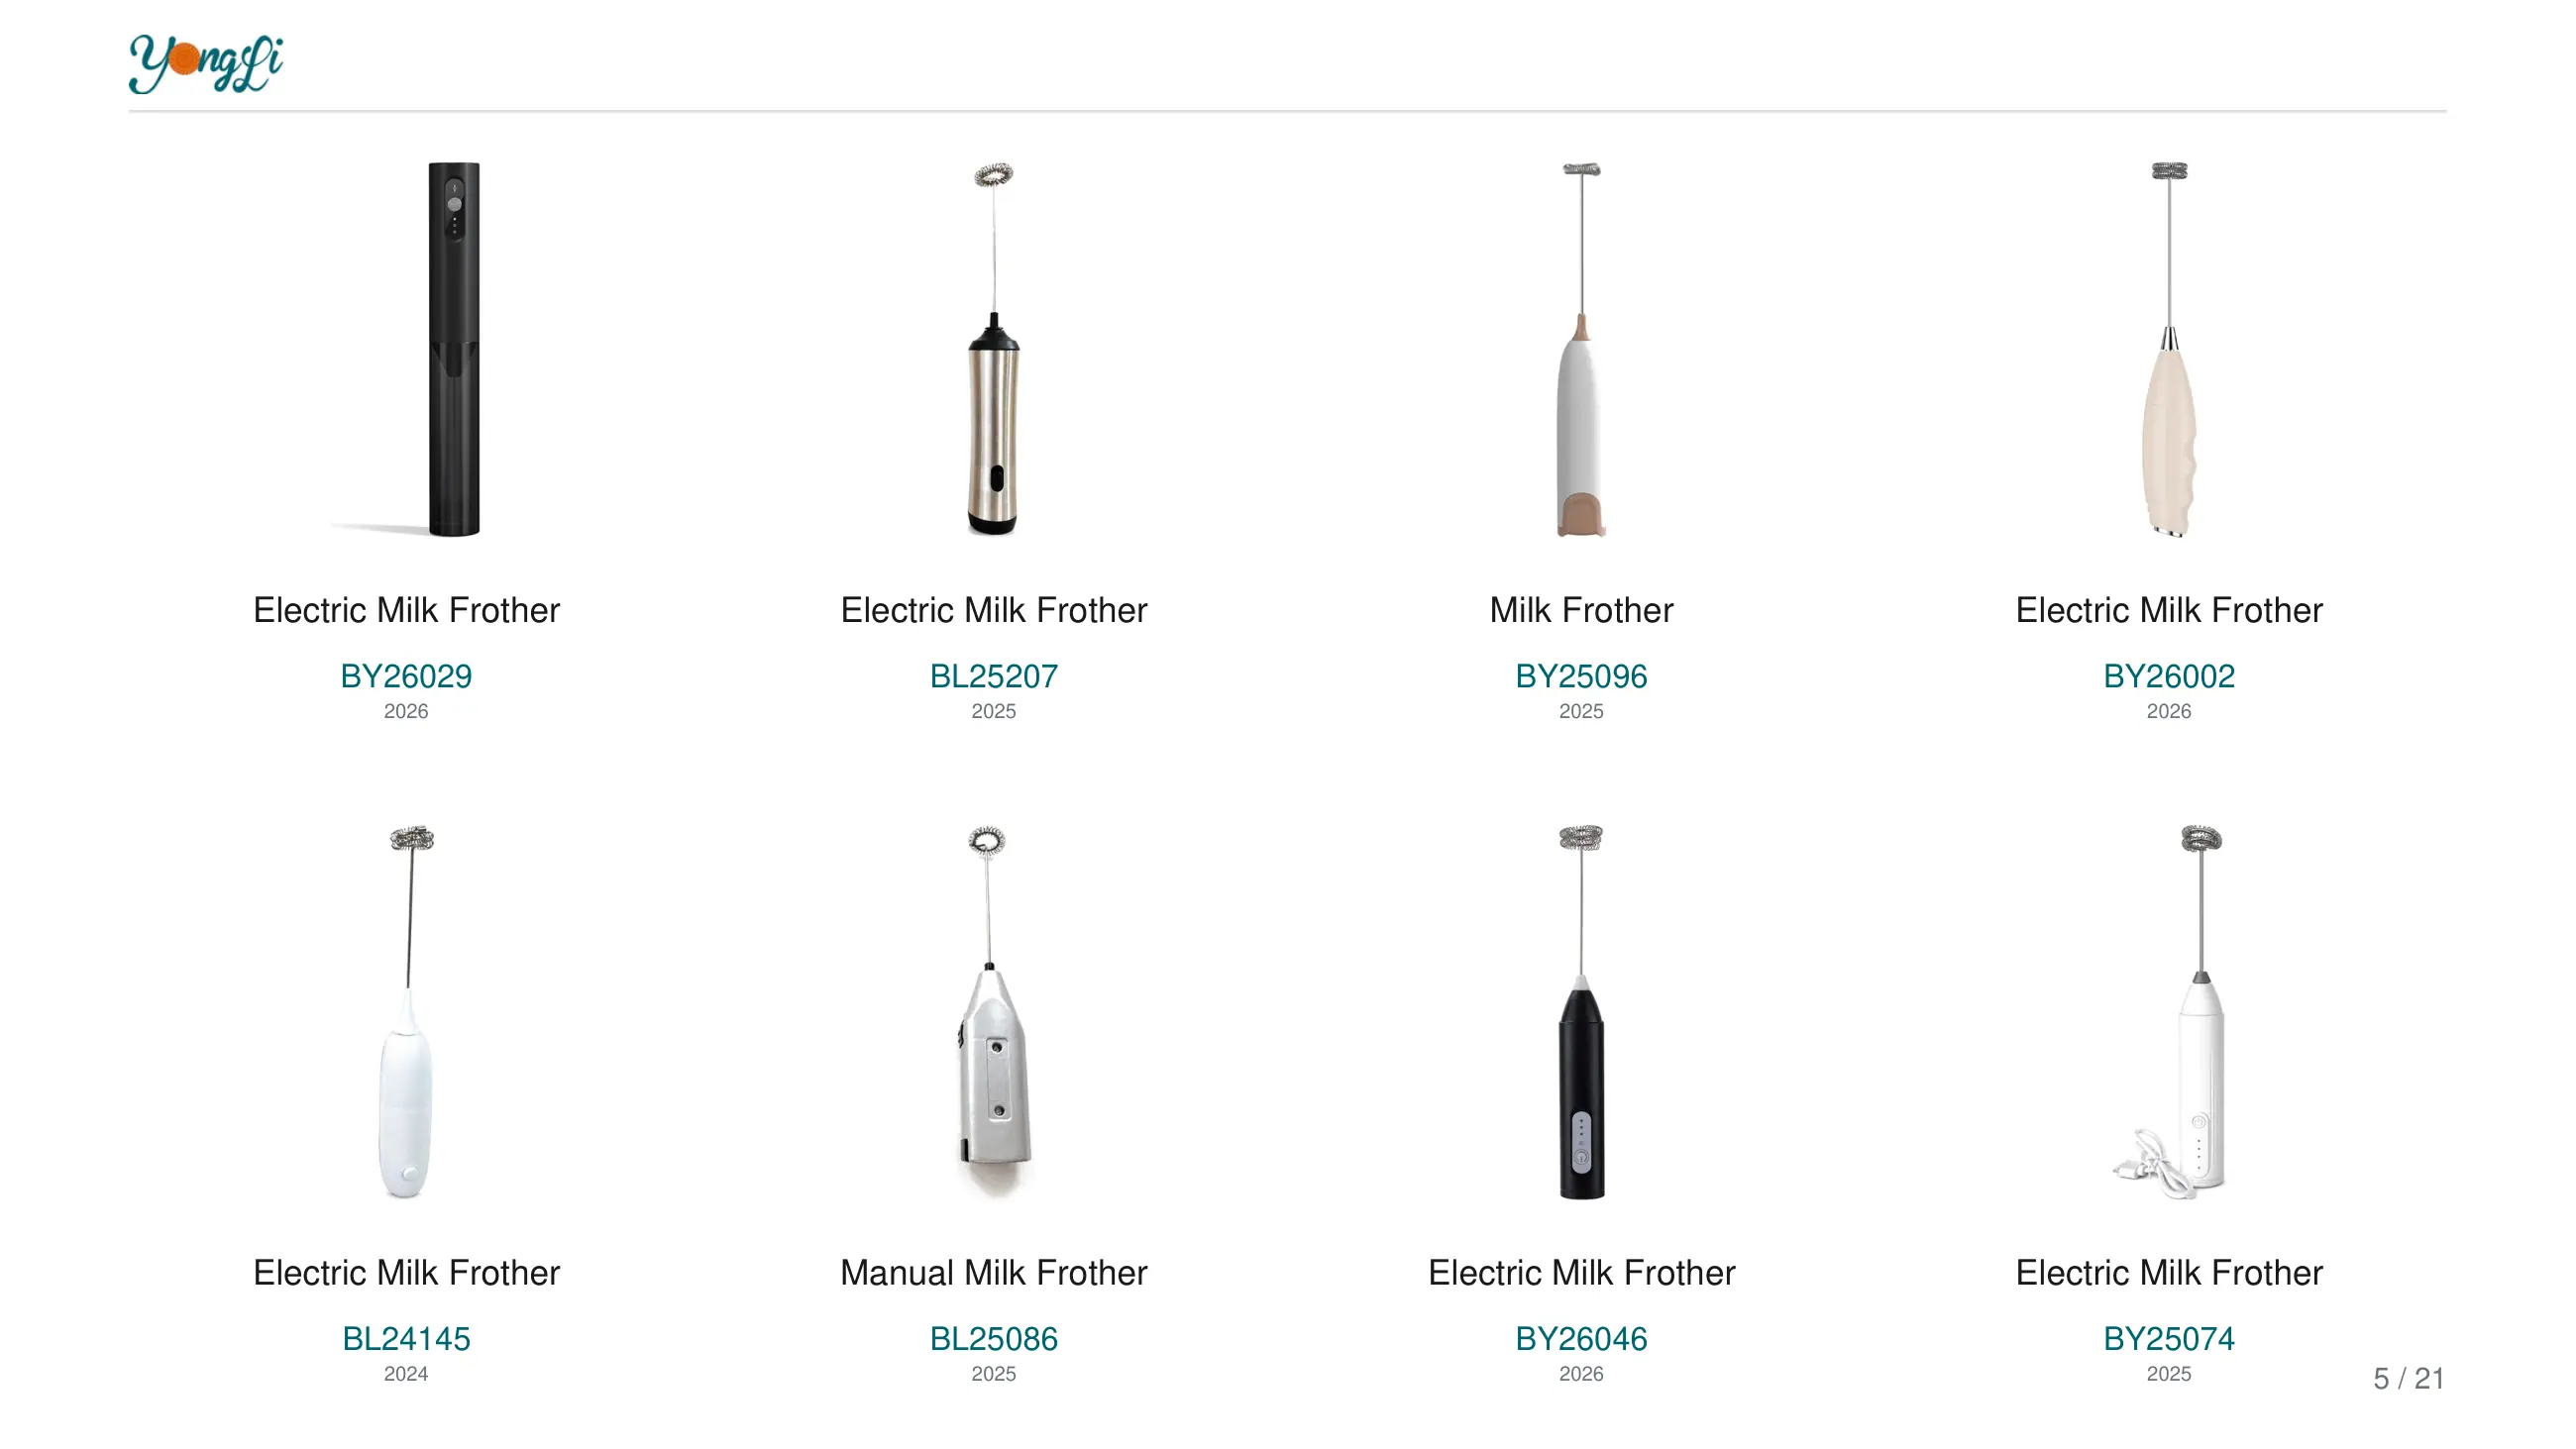 YongLi
Electric Milk Frother
BY26029
2026
Electric Milk Frother
BL25207
2025
Milk Frother
BY25096
2025
Electric Milk Frother
BY26002
2026
Electric Milk Frother
BL24145
2024
Manual Milk Frother
BL25086
2025
Electric Milk Frother
BY26046
2026
Electric Milk Frother
BY25074
2025
5 / 21